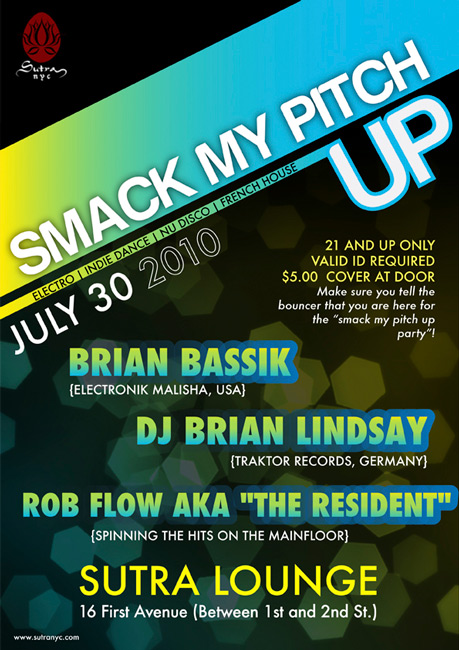 Sutra
nyc
SMACK MY PITCH
UP
ELECTRO | INDIE DANCE | NU DISCO | FRENCH HOUSE
JULY 30 2010
21 AND UP ONLY
VALID ID REQUIRED
$5.00 COVER AT DOOR
Make sure you tell the
bouncer that you are here for
the "smack my pitch up
party"!
BRIAN BASSIK
{ELECTRONIK MALISHA, USA}
DJ BRIAN LINDSAY
{TRAKTOR RECORDS, GERMANY}
ROB FLOW AKA "THE RESIDENT"
{SPINNING THE HITS ON THE MAINFLOOR}
SUTRA LOUNGE
16 First Avenue (Between 1st and 2nd St.)
www.sutranyc.com